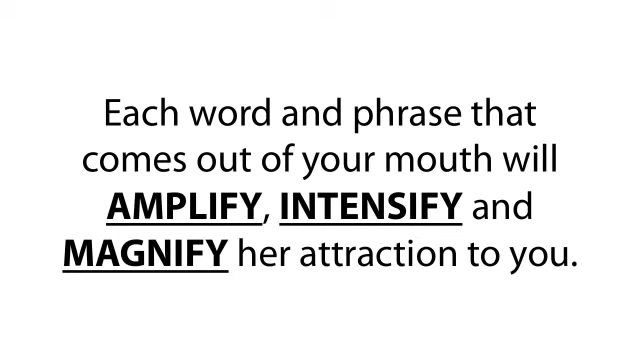 Each word and phrase that
comes out of your mouth will
AMPLIFY, INTENSIFY and
MAGNIFY her attraction to you.